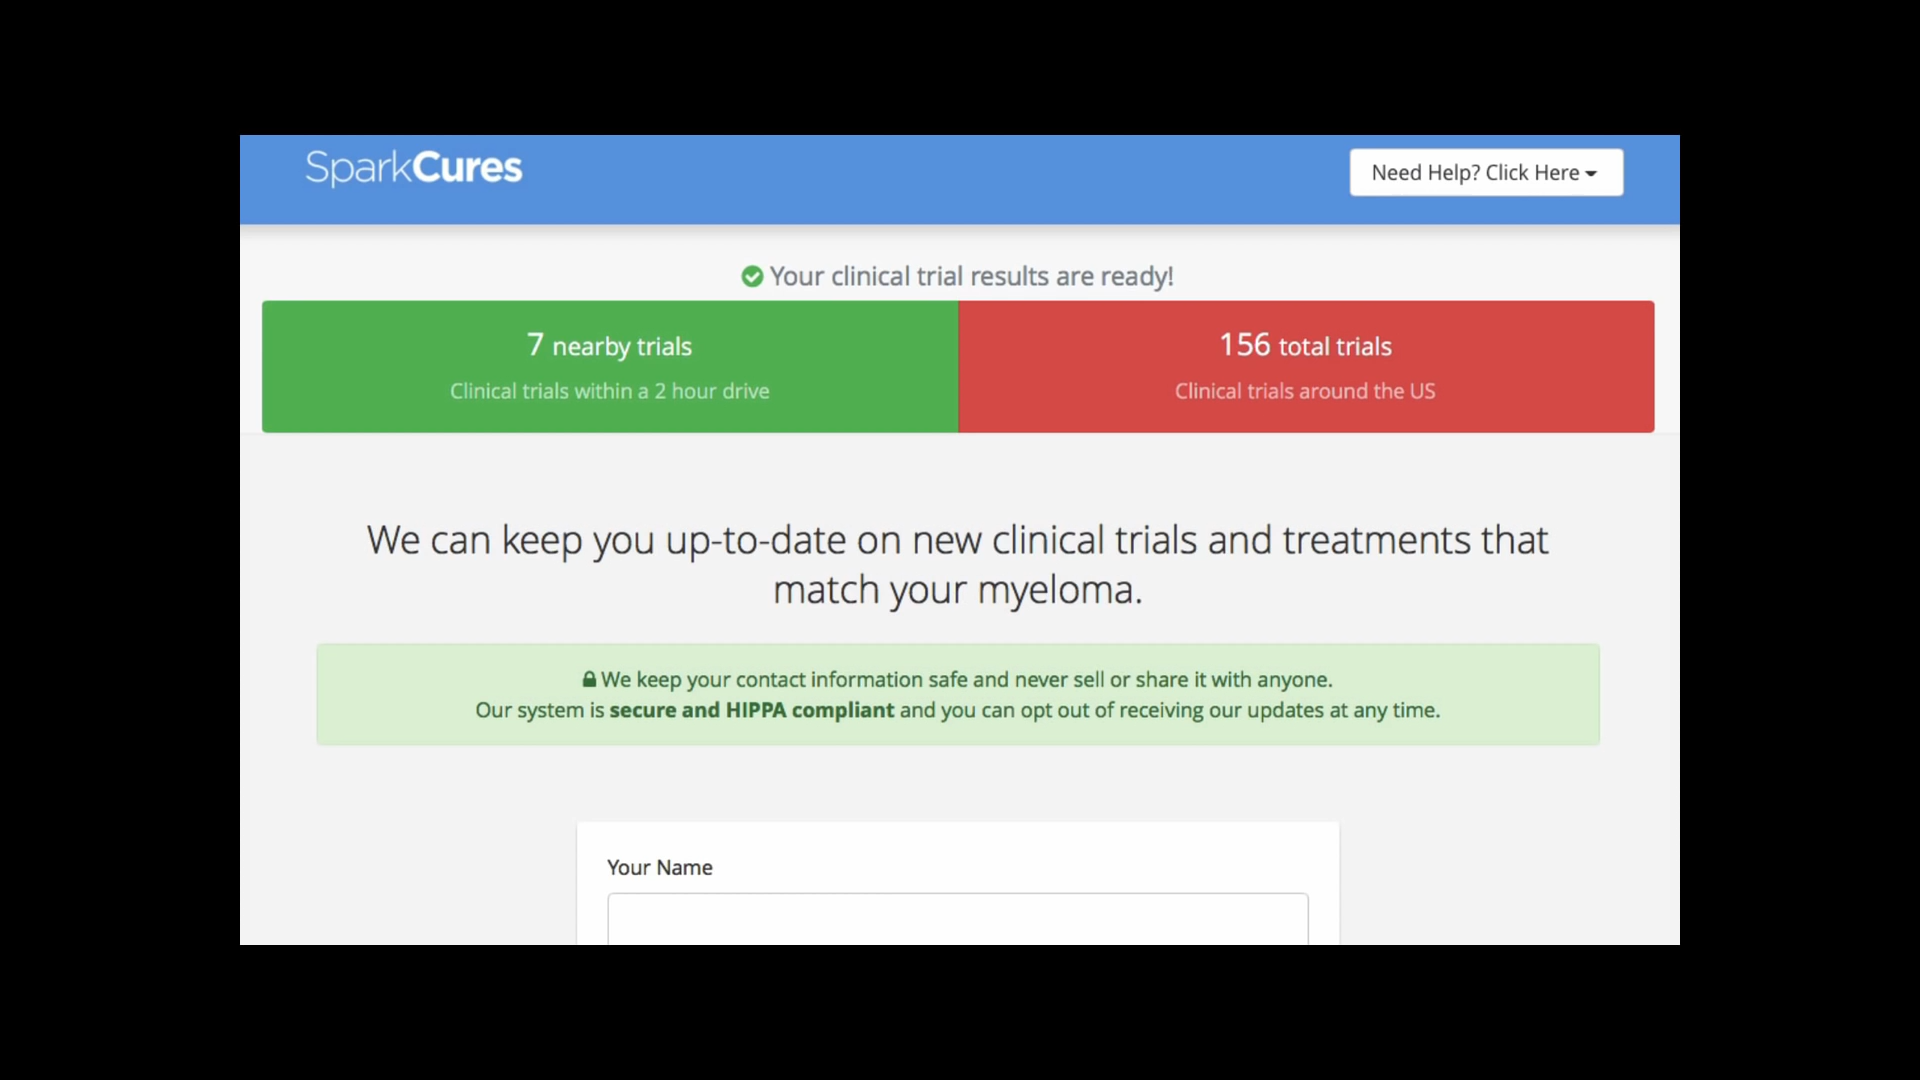 SparkCures
Need Help? Click Here
Your clinical trial results are ready!
7 nearby trials
Clinical trials within a 2 hour drive
156 total trials
Clinical trials around the US
We can keep you up-to-date on new clinical trials and treatments that
match your myeloma.
We keep your contact information safe and never sell or share it with anyone.
Our system is secure and HIPPA compliant and you can opt out of receiving our updates at any time.
Your Name